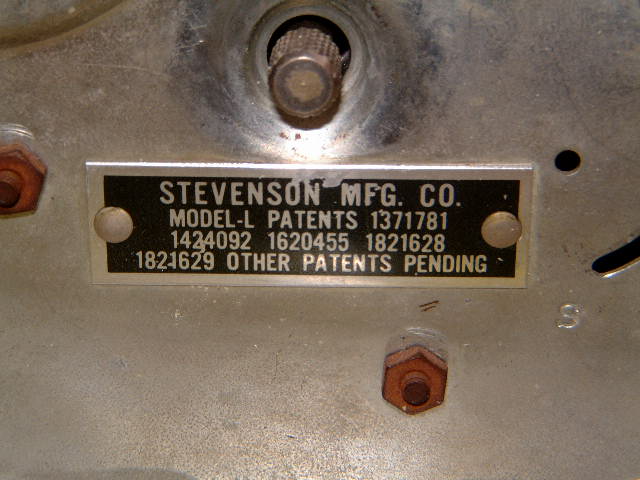 STEVENSON MFG. CO.
MODEL-L PATENTS 1371781
1424092 1620455 1821628
1821629 OTHER PATENTS PENDING
S